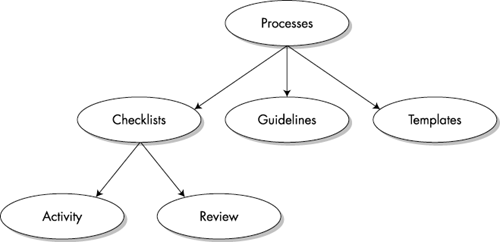 Processes
Checklists
Guidelines
Templates
Activity
Review